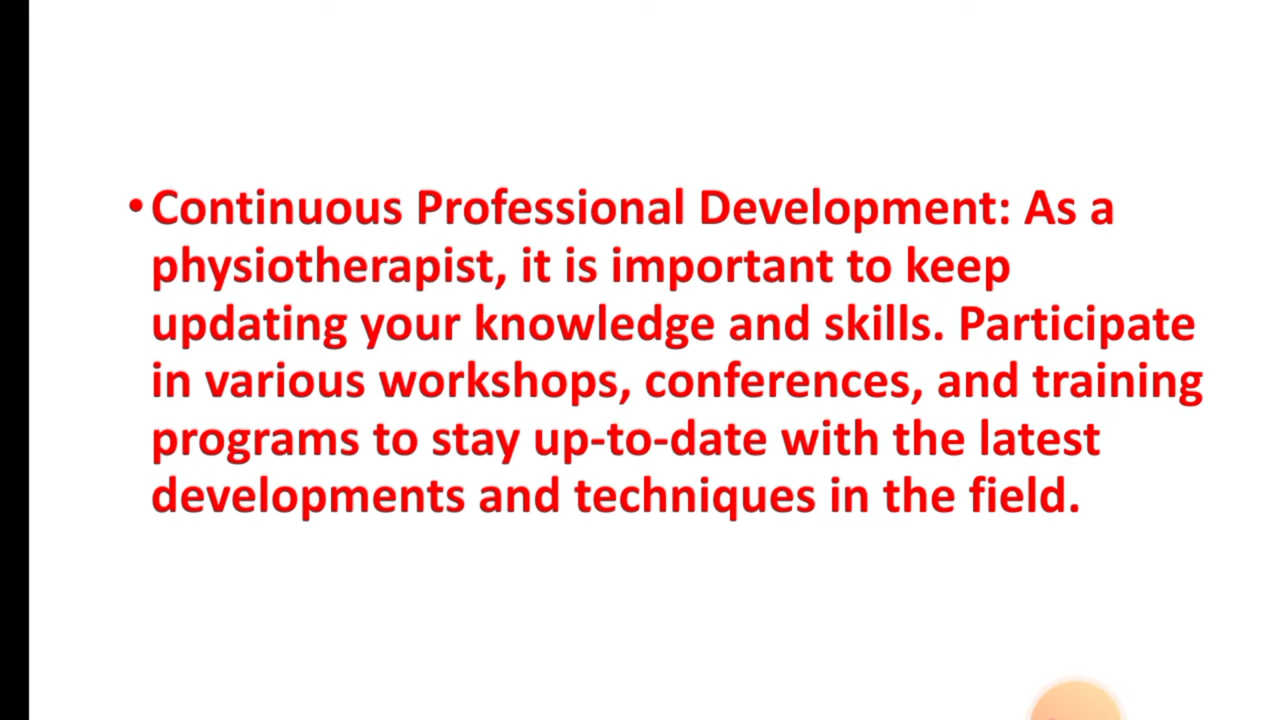 • Continuous Professional Development: As a
physiotherapist, it is important to keep
updating your knowledge and skills. Participate
in various workshops, conferences, and training
programs to stay up-to-date with the latest
developments and techniques in the field.